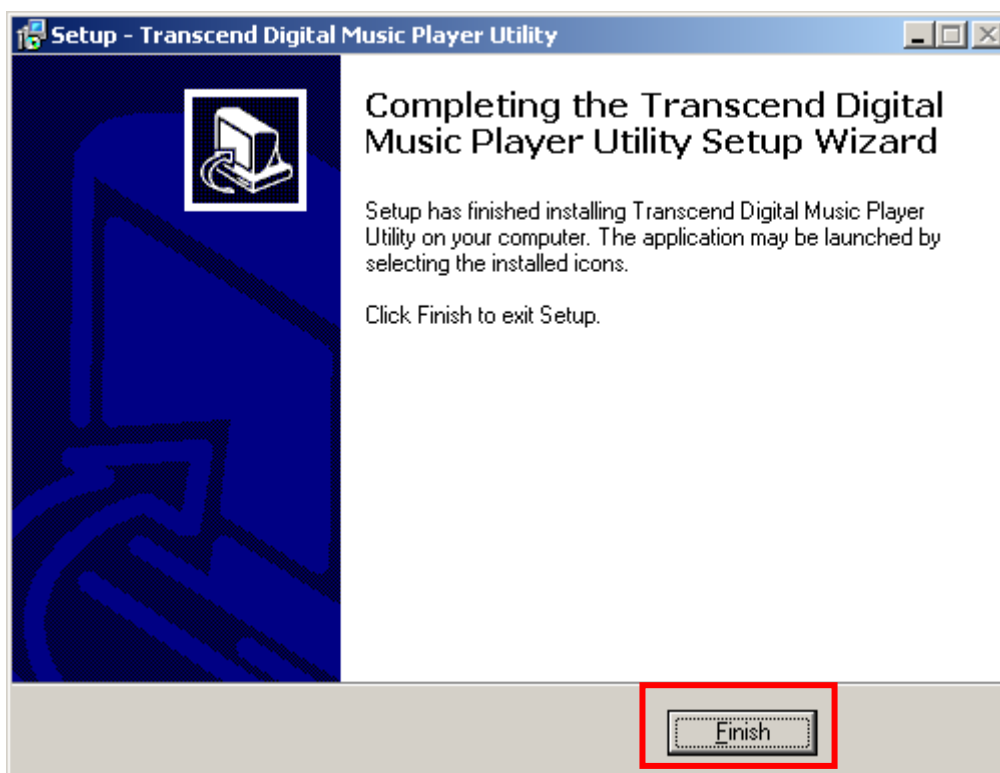 Setup - Transcend Digital Music Player Utility
Completing the Transcend Digital
Music Player Utility Setup Wizard
Setup has finished installing Transcend Digital Music Player
Utility on your computer. The application may be launched by
selecting the installed icons.
Click Finish to exit Setup.
Finish